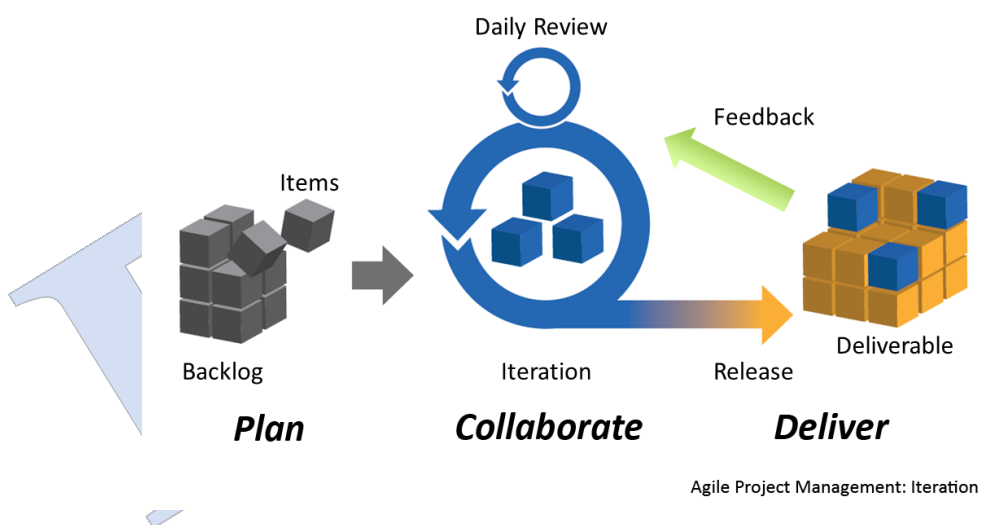 Daily Review
Feedback
Items
Deliverable
Backlog
Iteration
Release
Plan
Collaborate
Deliver
Agile Project Management: Iteration